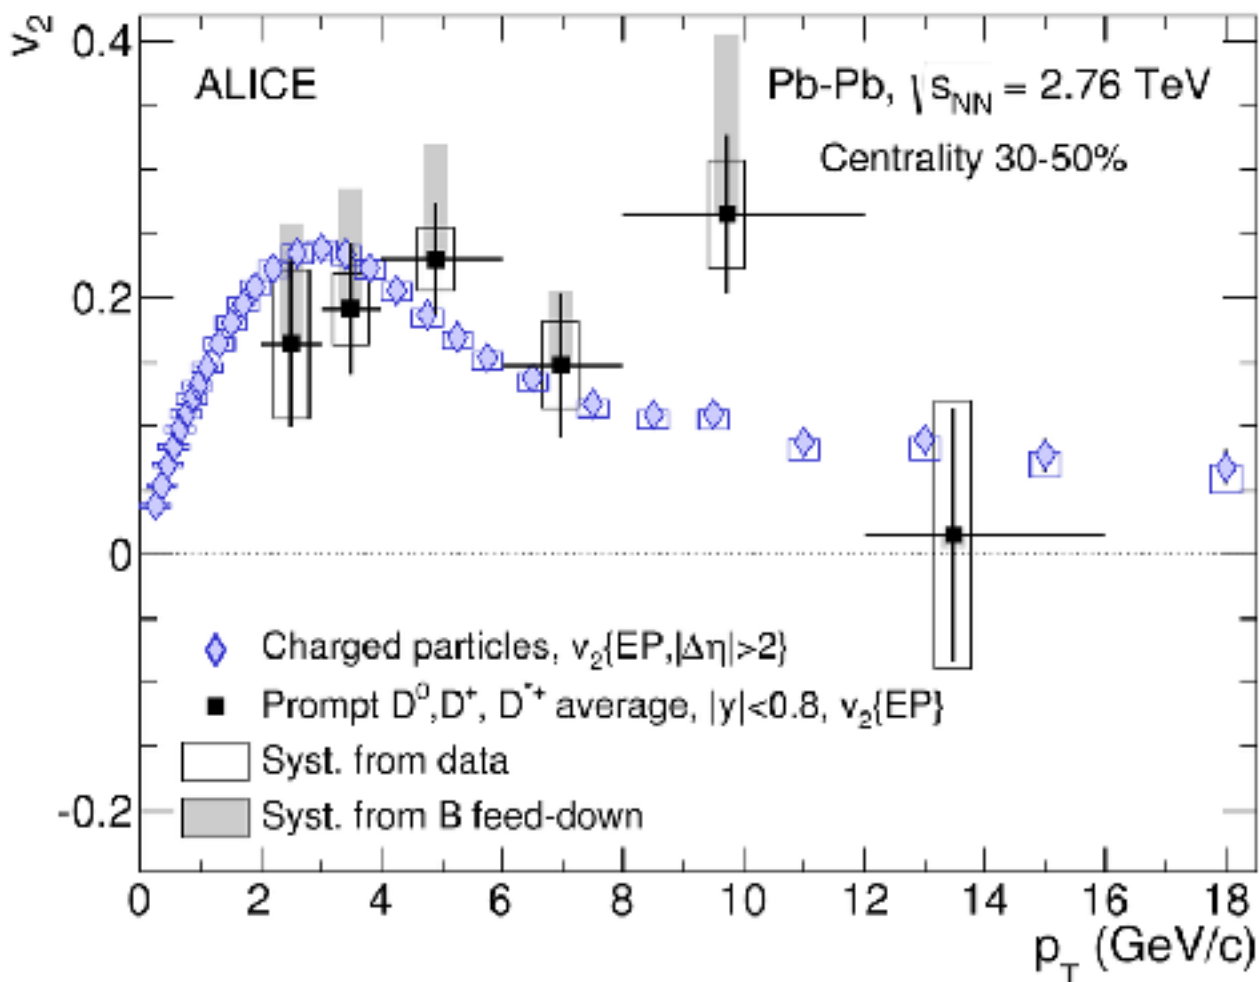 v₂
0.4
ALICE
Pb-Pb, √s_NN = 2.76 TeV
Centrality 30-50%
0.2
0
Charged particles, v₂{EP,|Δη|>2}
Prompt D⁰,D⁺, D*⁺ average, |y|<0.8, v₂{EP}
Syst. from data
Syst. from B feed-down
-0.2
0 2 4 6 8 10 12 14 16 18
p_T (GeV/c)